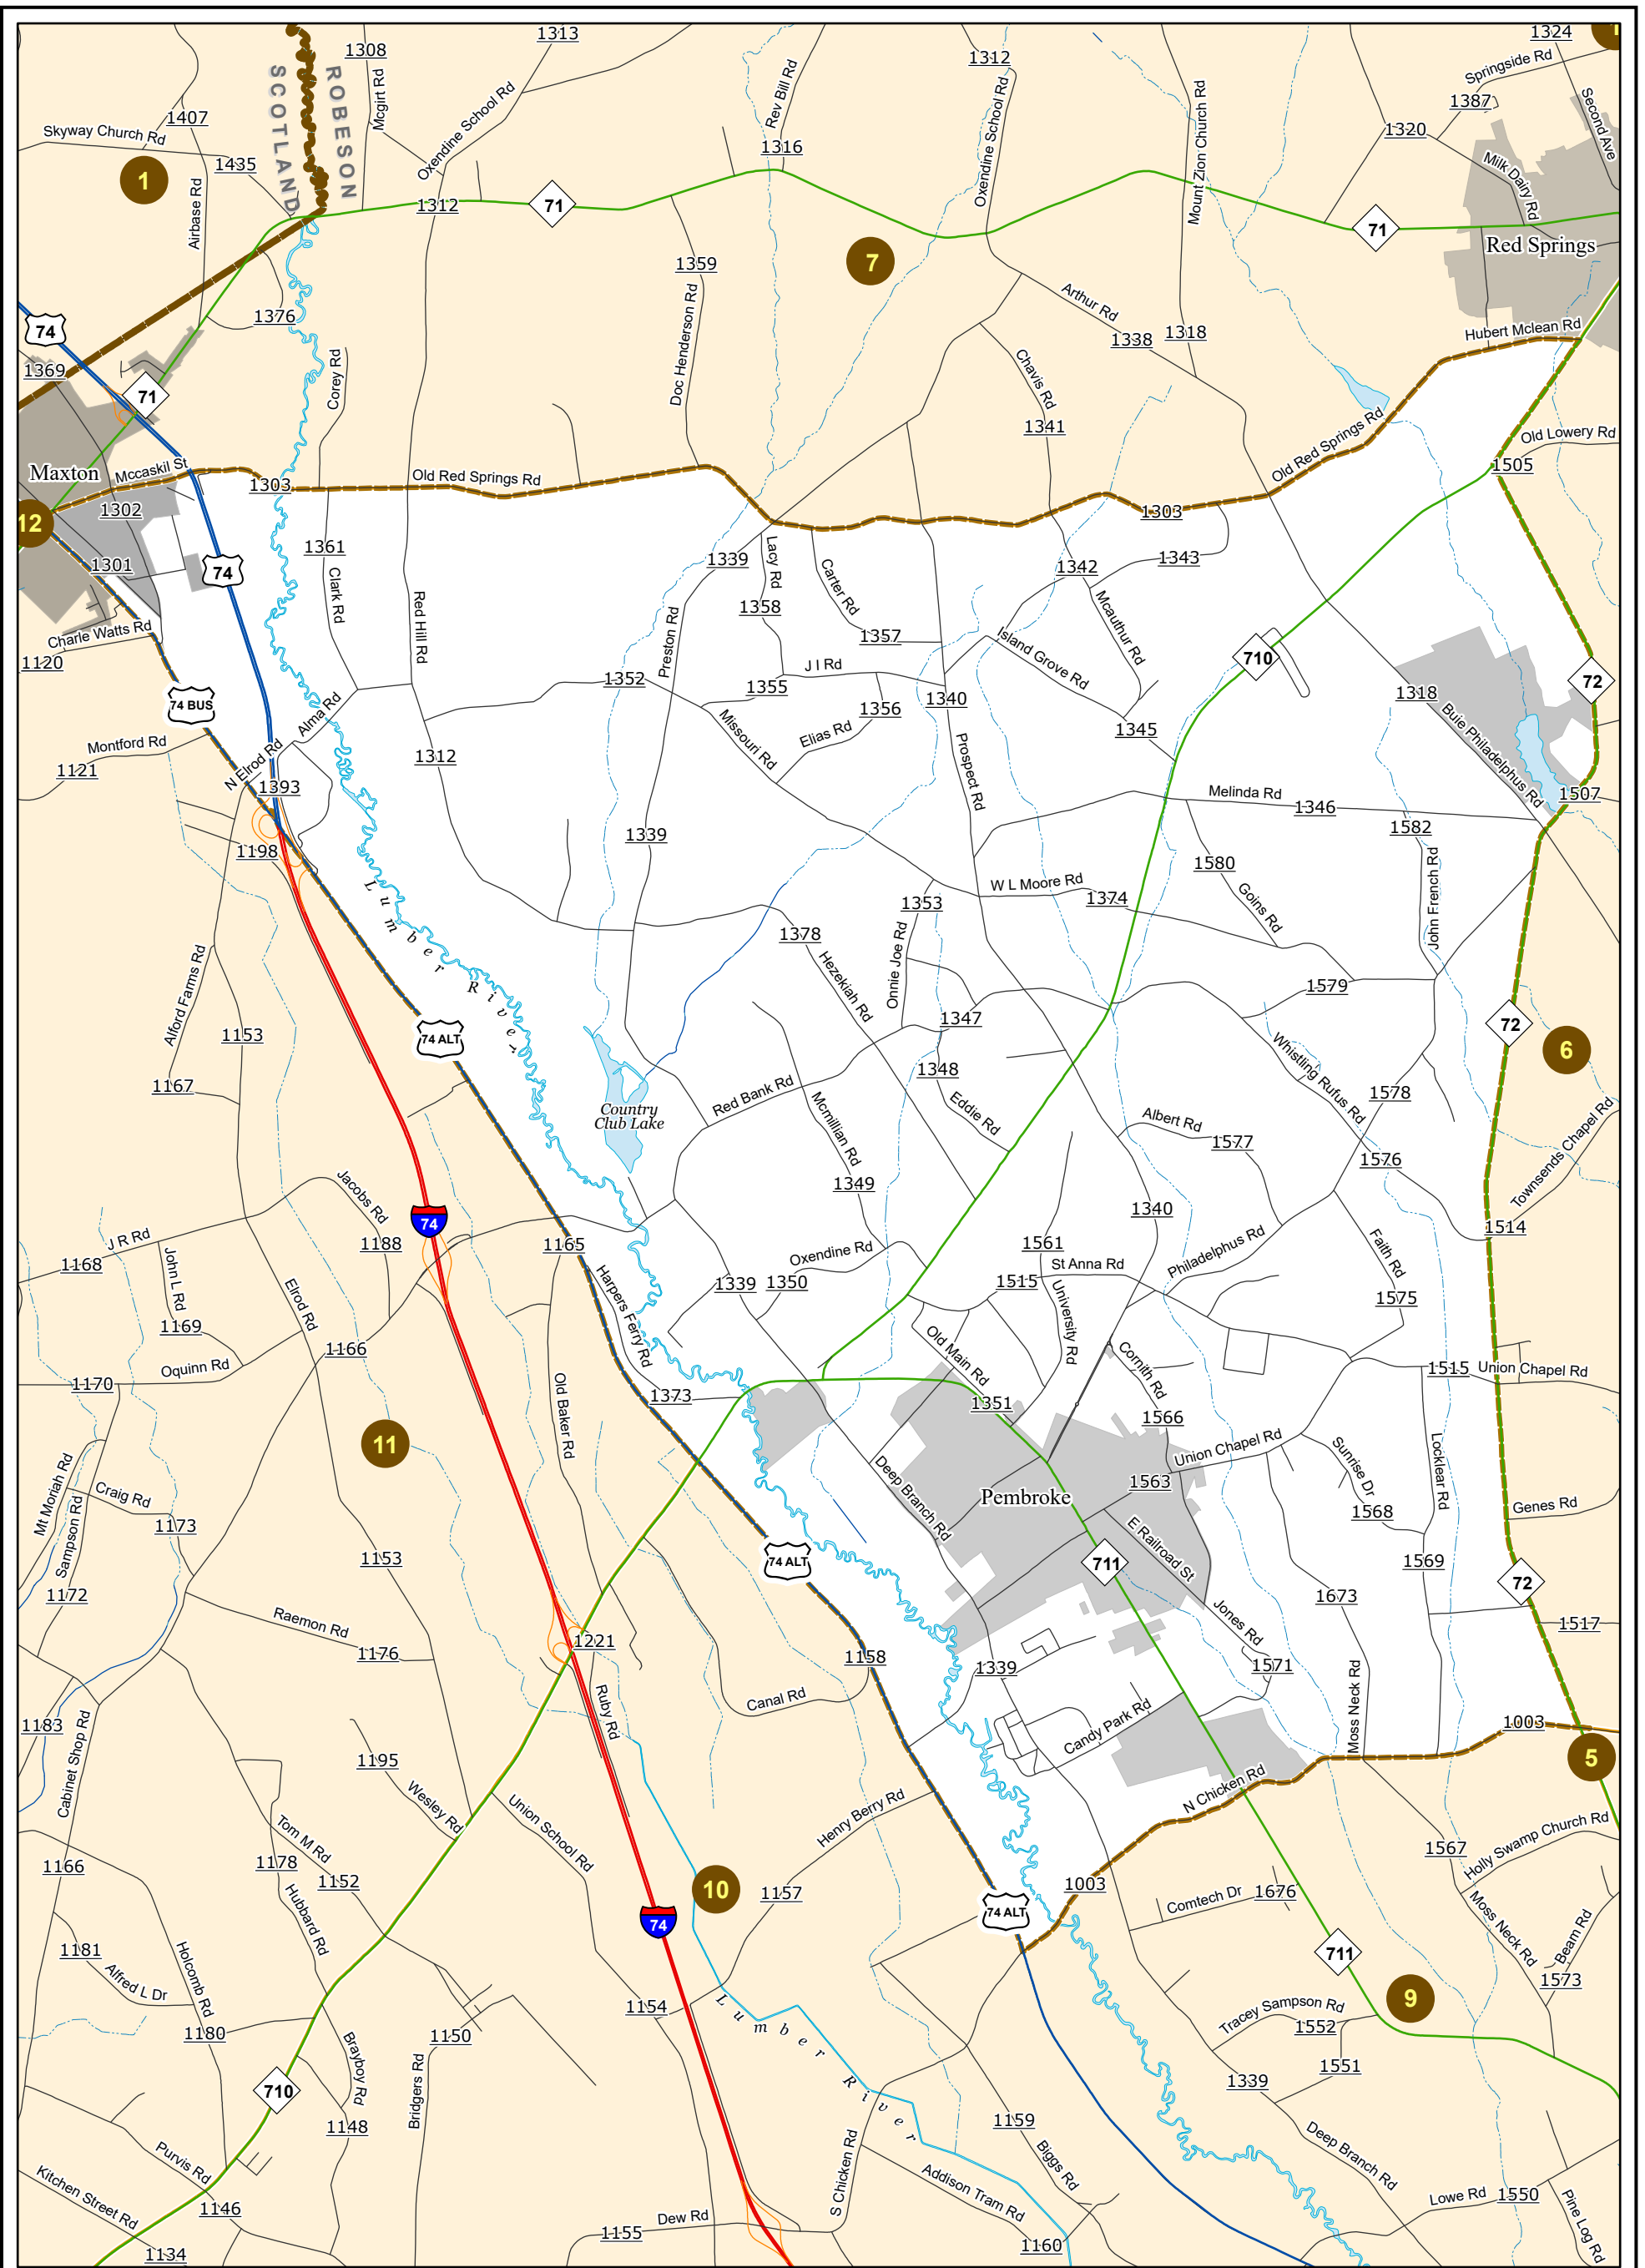 1313
1324
1308
1312
Springside Rd
SCOTLAND
ROBESON
Mcgirt Rd
Oxendine School Rd
Rev Bill Rd
Oxendine School Rd
Mount Zion Church Rd
1387
Second Ave
1407
Skyway Church Rd
1320
1316
1435
1
Milk Dairy Rd
Airbase Rd
1312
71
71
Red Springs
7
1359
Arthur Rd
1376
74
Doc Henderson Rd
1338
1318
Hubert Mclean Rd
1369
Corey Rd
Chavis Rd
71
1341
Old Red Springs Rd
Old Lowery Rd
Maxton
Mccaskil St
1303
Old Red Springs Rd
1505
1302
1303
12
1361
1339
Lacy Rd
Carter Rd
1342
1343
1301
74
Clark Rd
Red Hill Rd
1358
Mcauthur Rd
Charle Watts Rd
Preston Rd
1357
Island Grove Rd
1120
J I Rd
710
72
1352
1355
1340
1318
74 BUS
Alma Rd
1356
Missouri Rd
Elias Rd
1345
Buie Philadelphus Rd
Montford Rd
1121
N Elrod Rd
1312
Prospect Rd
1393
Melinda Rd
1346
1507
1339
1582
1198
1580
Lumber River
W L Moore Rd
1374
Goins Rd
John French Rd
1353
1378
Hezekiah Rd
Onnie Joe Rd
Alford Farms Rd
1579
1347
72
1153
74 ALT
Whistling Rufus Rd
6
1167
1348
Red Bank Rd
Country
Club Lake
Mcmillian Rd
Eddie Rd
Albert Rd
1578
1577
Townsends Chapel Rd
1576
Jacobs Rd
1349
74
1340
1514
J R Rd
1188
1165
Oxendine Rd
1561
Philadelphus Rd
Faith Rd
1168
St Anna Rd
John L Rd
Elrod Rd
Harpers Ferry Rd
1339
1350
1515
University Rd
1575
1169
1166
Old Main Rd
Cornith Rd
Oquinn Rd
1515
Union Chapel Rd
1170
Old Baker Rd
1373
1351
1566
11
Union Chapel Rd
Mt Moriah Rd
Sunrise Dr
Locklear Rd
Craig Rd
Deep Branch Rd
1563
Pembroke
Sampson Rd
1173
E Railroad St
1568
Genes Rd
1153
74 ALT
711
1569
72
1172
1673
Raemon Rd
Jones Rd
1517
1221
1176
1158
1339
1571
Ruby Rd
Canal Rd
Moss Neck Rd
Candy Park Rd
1183
1003
Cabinet Shop Rd
1195
5
Wesley Rd
N Chicken Rd
Union School Rd
Henry Berry Rd
Tom M Rd
1567
Holly Swamp Church Rd
1166
1178
1152
10
1157
1003
Comtech Dr
1676
Hubbard Rd
74
74 ALT
Moss Neck Rd
Beam Rd
1181
Holcomb Rd
711
Alfred L Dr
1573
1154
Lumber River
9
Tracey Sampson Rd
1180
1150
1552
Brayboy Rd
Bridgers Rd
1551
710
1339
1148
1159
Purvis Rd
S Chicken Rd
Biggs Rd
Deep Branch Rd
Kitchen Street Rd
Addison Tram Rd
Lowe Rd
1550
1146
Dew Rd
Pine Log Rd
1155
1160
1134